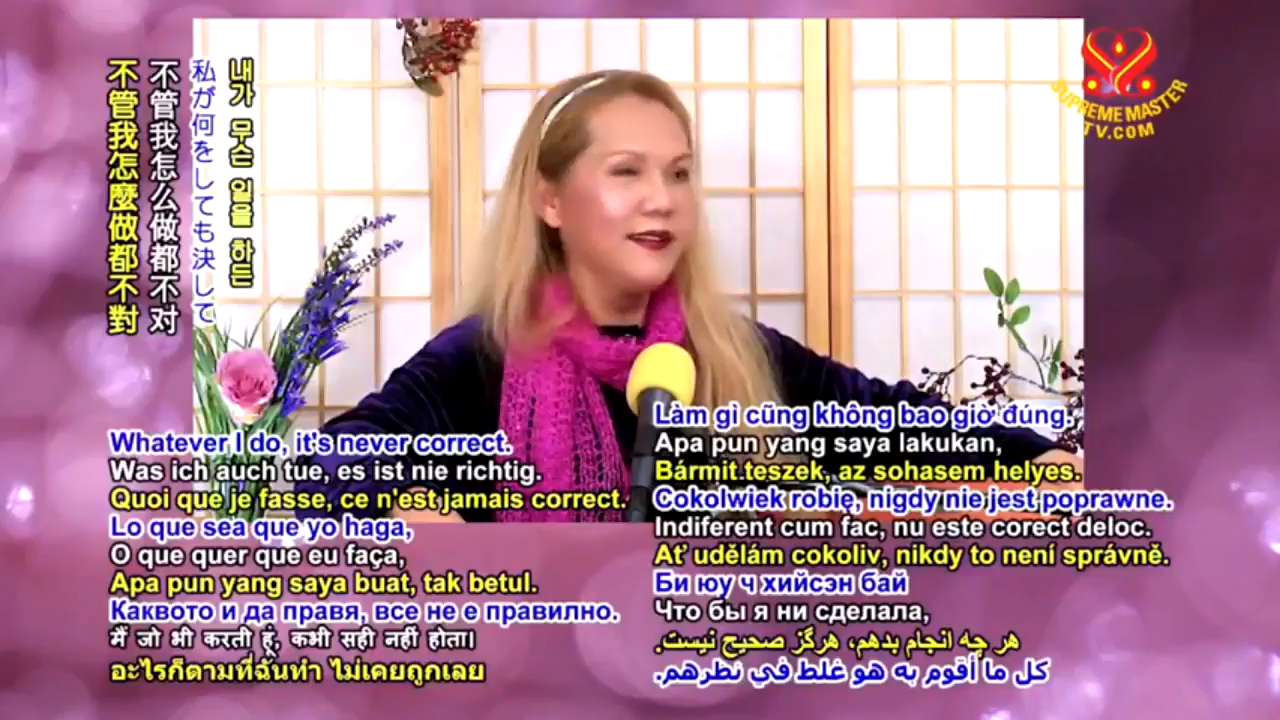 不管我怎麼做都不對
不管我怎么做都不对
私が何をしても決して
내가 무슨 일을 하든
SUPREME MASTER
TV.COM
Whatever I do, it's never correct.
Was ich auch tue, es ist nie richtig.
Quoi que je fasse, ce n'est jamais correct.
Lo que sea que yo haga,
O que quer que eu faça,
Apa pun yang saya buat, tak betul.
Каквото и да правя, все не е правилно.
मैं जो भी करती हूं, कभी सही नहीं होता।
อะไรก็ตามที่ฉันทำ ไม่เคยถูกเลย
Làm gì cũng không bao giờ đúng.
Apa pun yang saya lakukan,
Bármit teszek, az sohasem helyes.
Cokolwiek robię, nigdy nie jest poprawne.
Indiferent cum fac, nu este corect deloc.
Ať udělám cokoliv, nikdy to není správně.
Би юу ч хийсэн бай
Что бы я ни сделала,
هر چه انجام بدهم، هرگز صحیح نیست.
كل ما أقوم به هو غلط في نظرهم.